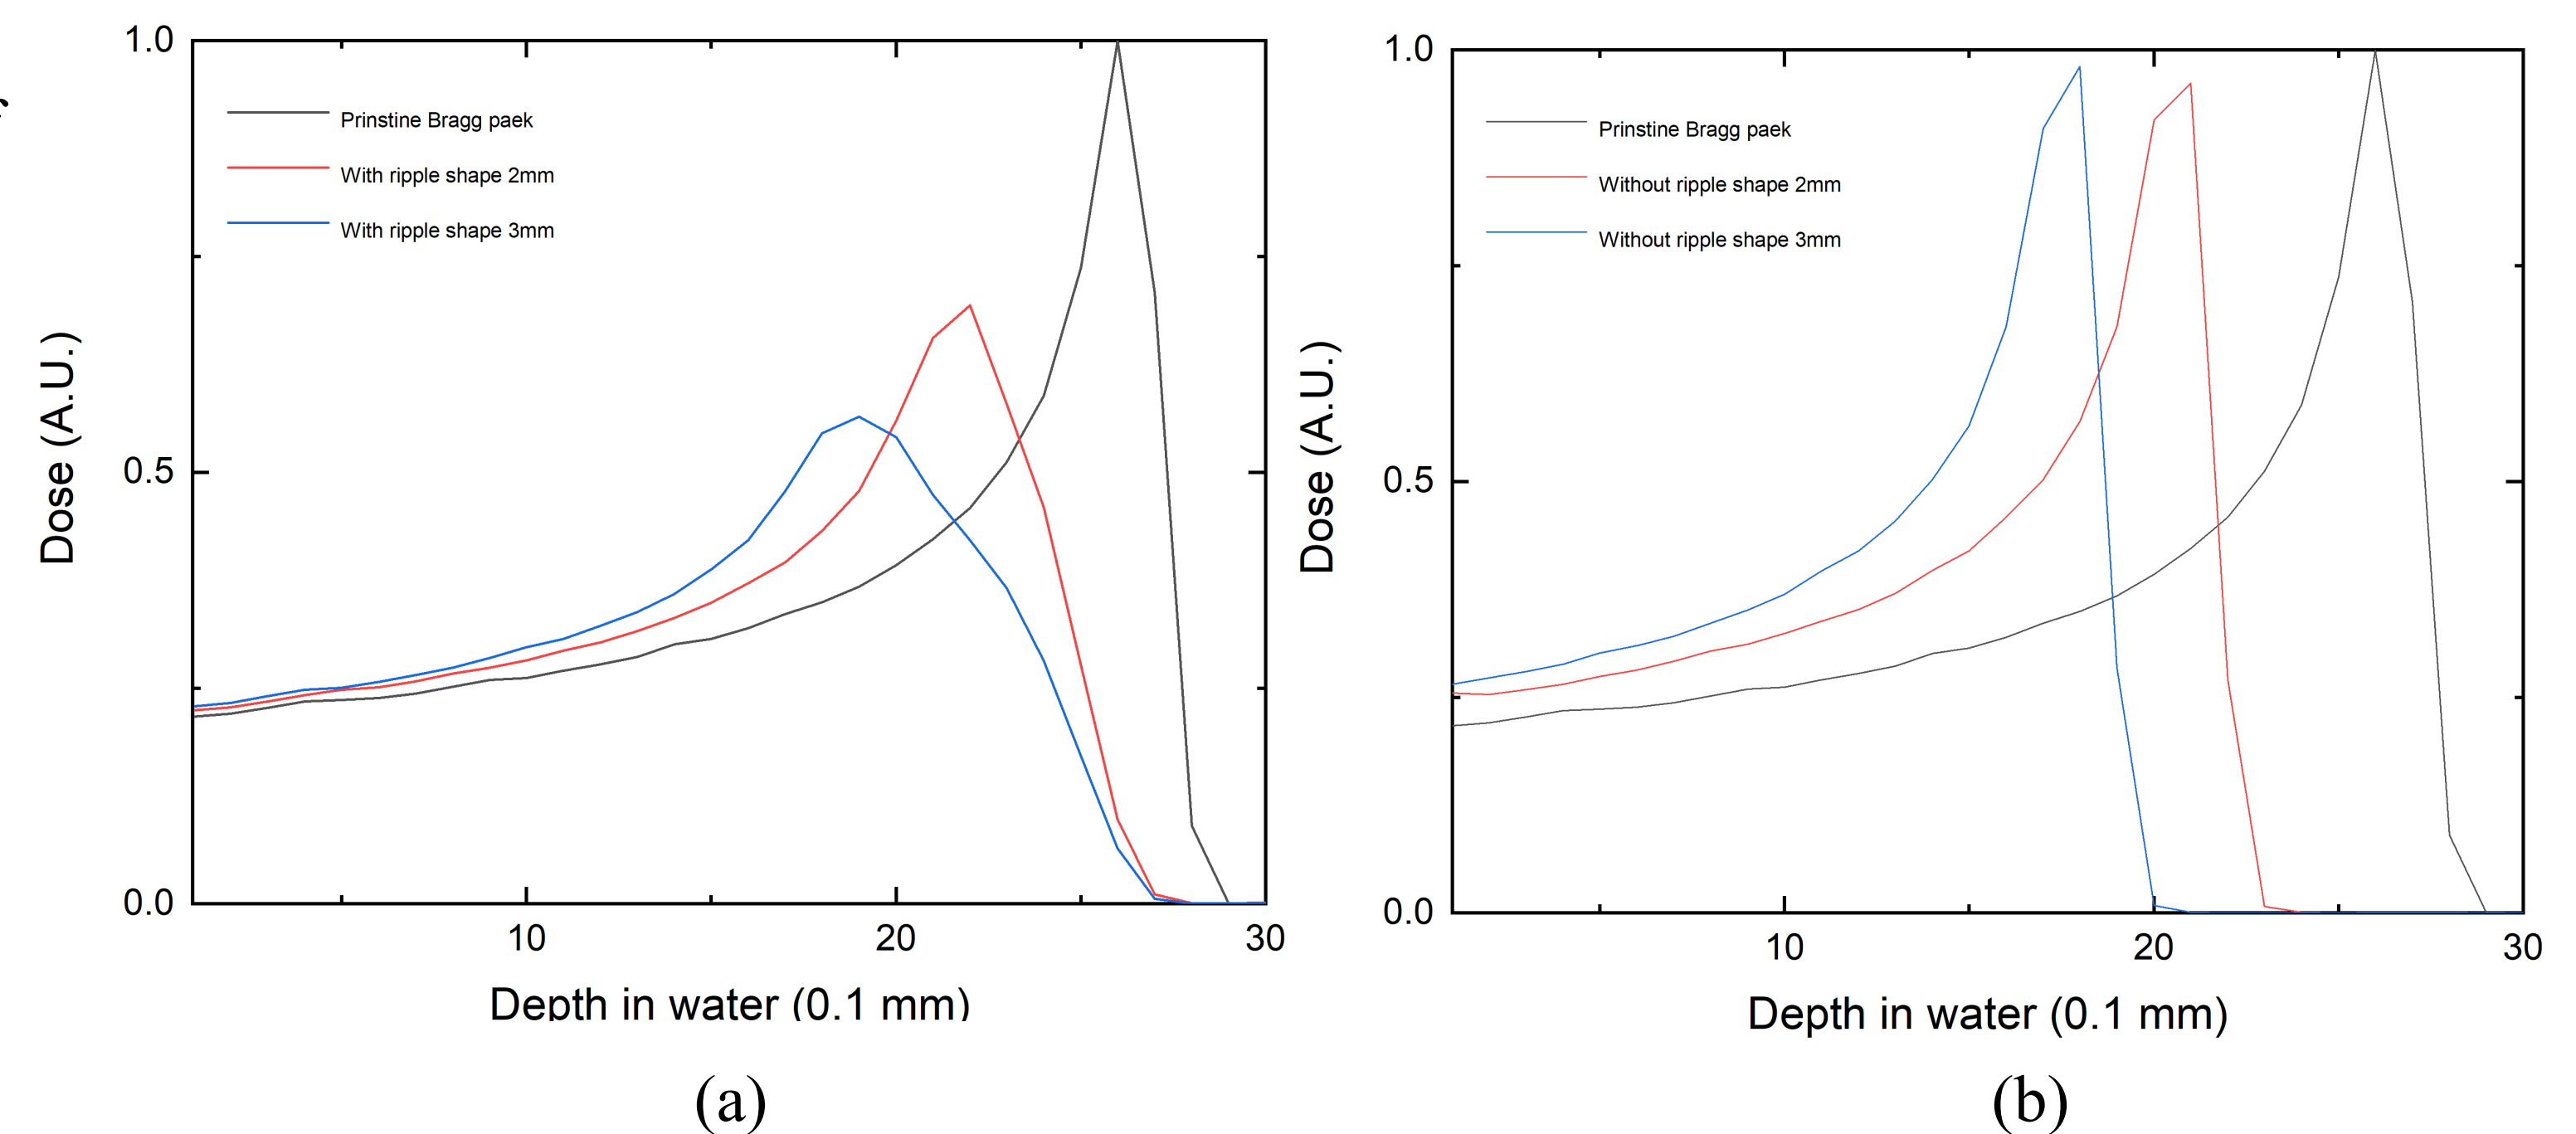 1.0
Prinstine Bragg paek
With ripple shape 2mm
With ripple shape 3mm
Dose (A.U.)
0.5
0.0
10
20
30
Depth in water (0.1 mm)
(a)
1.0
Prinstine Bragg paek
Without ripple shape 2mm
Without ripple shape 3mm
Dose (A.U.)
0.5
0.0
10
20
30
Depth in water (0.1 mm)
(b)